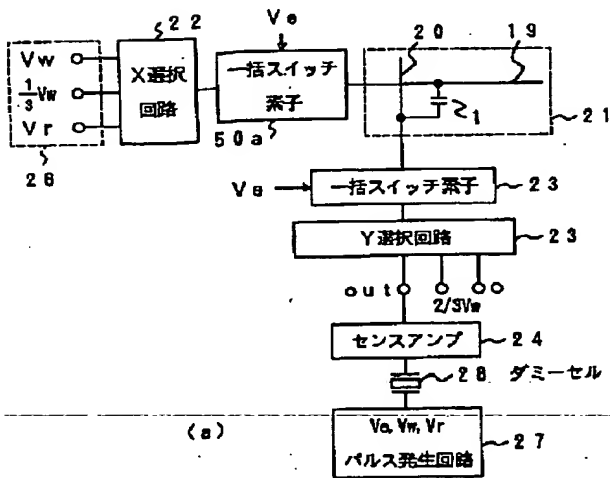 Ve
22
20
19
Vw
1/3 Vw
Vr
X選択
回路
一括スイッチ
素子
50a
1
21
26
Ve
一括スイッチ素子
23
Y選択回路
23
out
2/3Vw
0
センスアンプ
24
28
ダミーセル
(a)
Ve, Vw, Vr
パルス発生回路
27